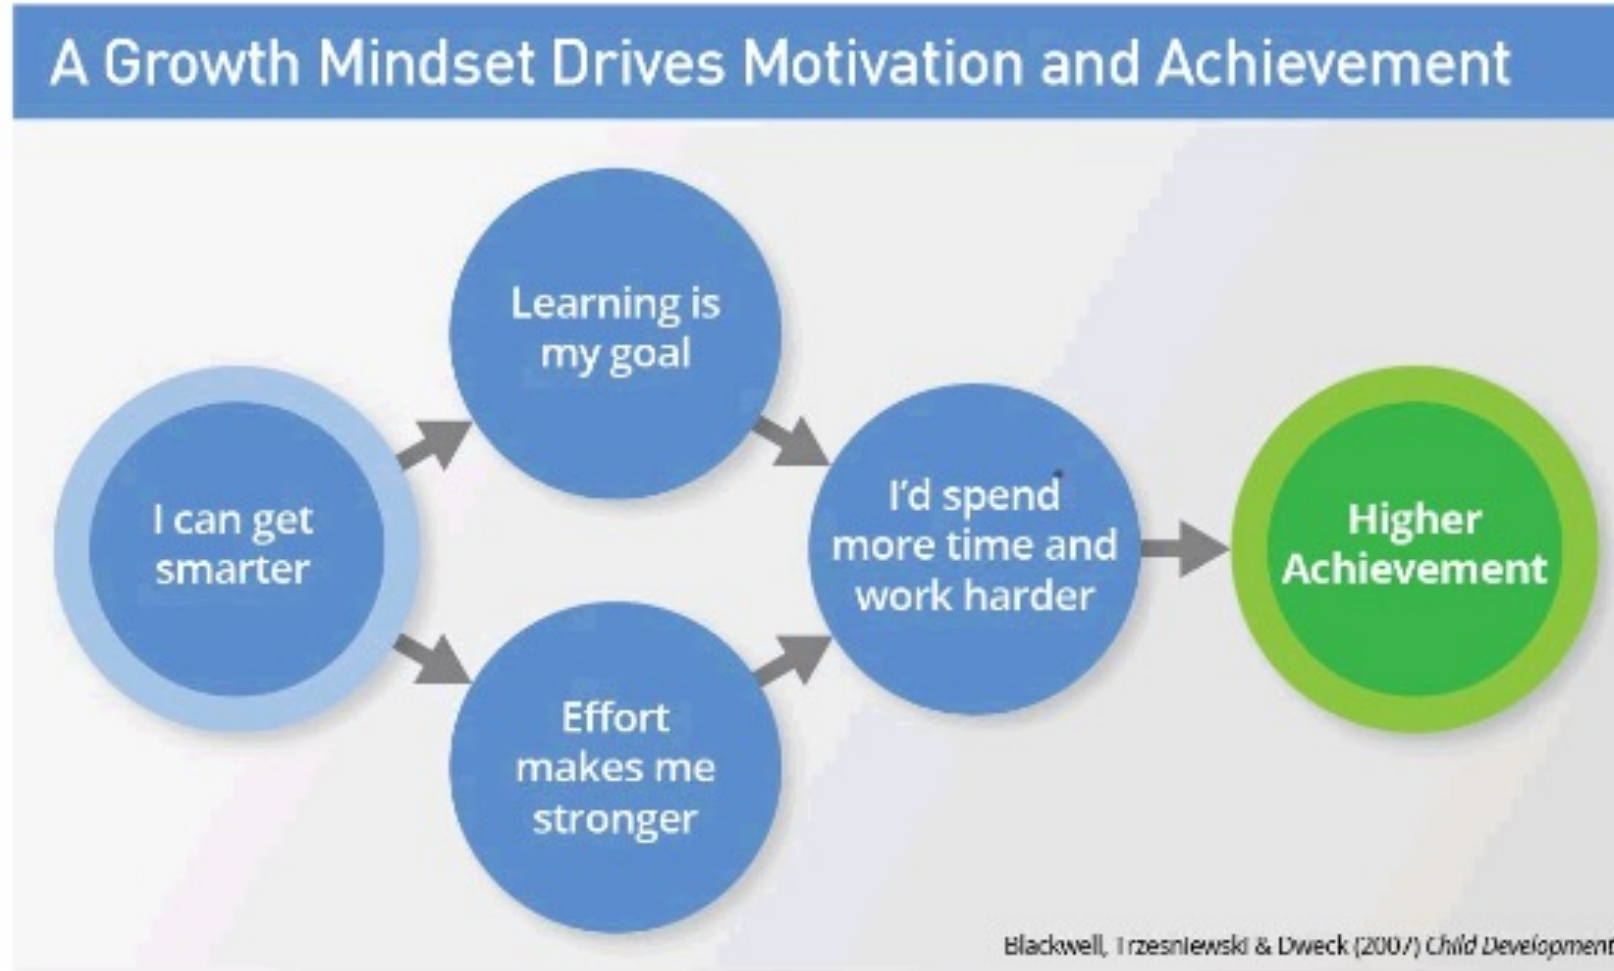 A Growth Mindset Drives Motivation and Achievement
Learning is
my goal
I can get
smarter
Effort
makes me
stronger
I'd spend
more time and
work harder
Higher
Achievement
Blackwell, Trzesniewski & Dweck (2007) Child Development